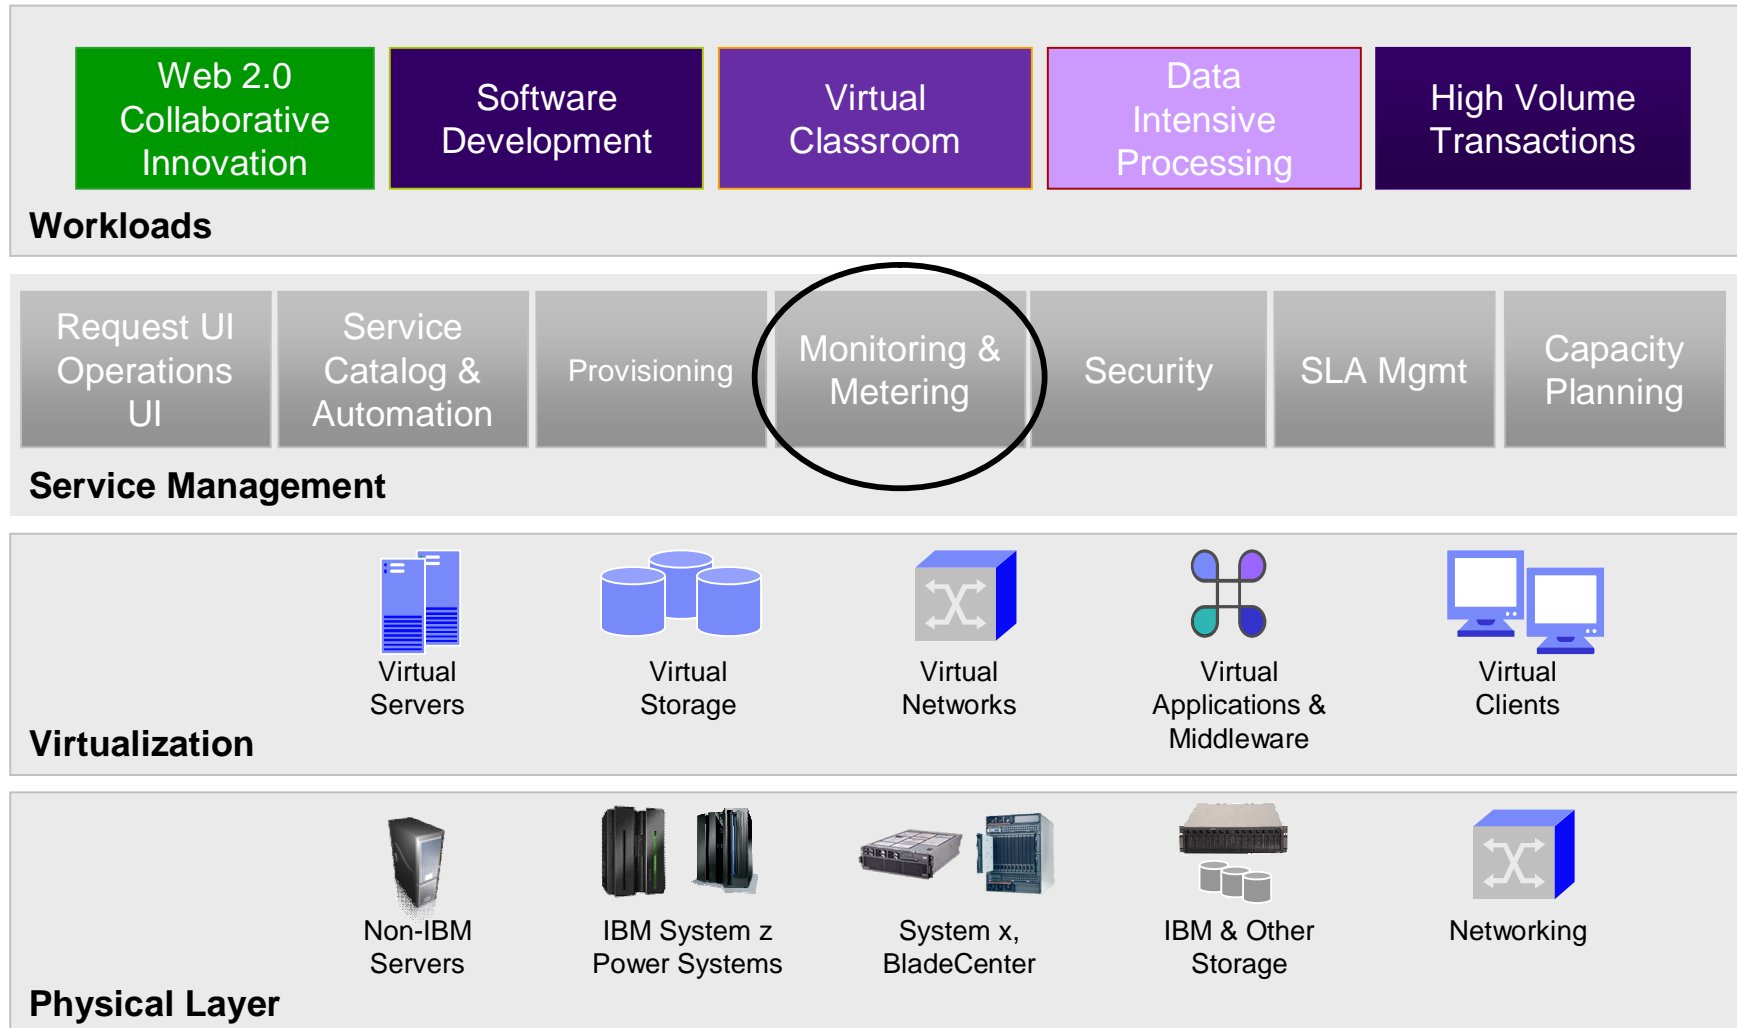 Web 2.0
Collaborative
Innovation
Software
Development
Virtual
Classroom
Data
Intensive
Processing
High Volume
Transactions
Workloads
Request UI
Operations
UI
Service
Catalog &
Automation
Provisioning
Monitoring &
Metering
Security
SLA Mgmt
Capacity
Planning
Service Management
Virtual
Servers
Virtual
Storage
Virtual
Networks
Virtual
Applications &
Middleware
Virtual
Clients
Virtualization
Non-IBM
Servers
IBM System z
Power Systems
System x,
BladeCenter
IBM & Other
Storage
Networking
Physical Layer